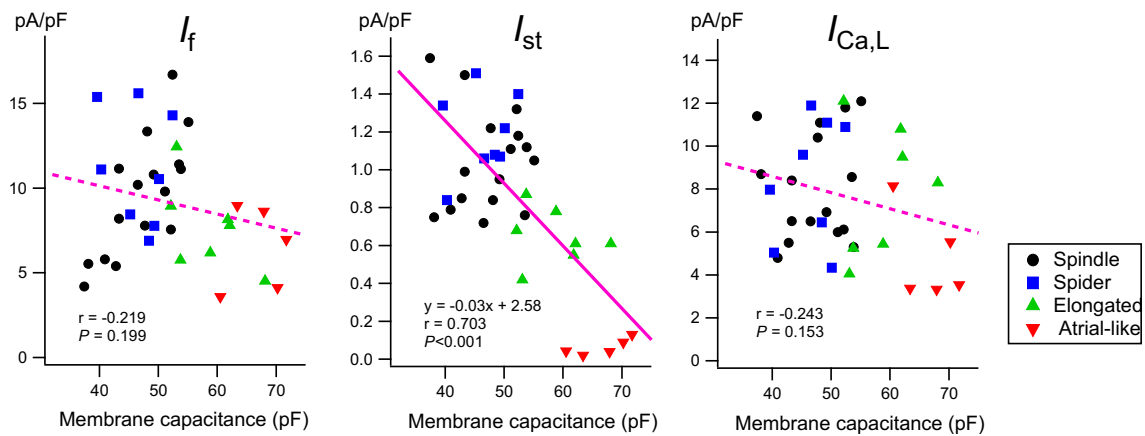 pA/pF
If
15
10
5
0
r = -0.219
P = 0.199
40 50 60 70
Membrane capacitance (pF)
pA/pF
Ist
1.6
1.4
1.2
1.0
0.8
0.6
0.4
0.2
0.0
y = -0.03x + 2.58
r = 0.703
P<0.001
40 50 60 70
Membrane capacitance (pF)
pA/pF
ICa,L
14
12
10
8
6
4
2
0
r = -0.243
P = 0.153
40 50 60 70
Membrane capacitance (pF)
Spindle
Spider
Elongated
Atrial-like